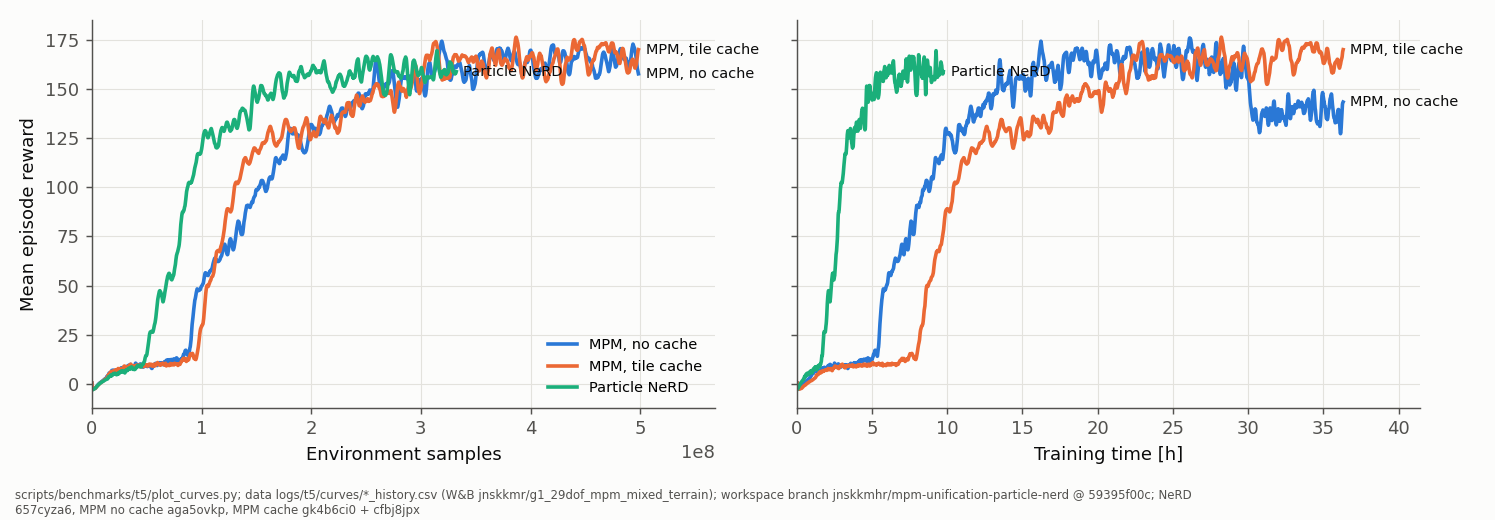 Mean episode reward
175
150
125
100
75
50
25
0
MPM, tile cache
MPM, no cache
Particle NeRD
MPM, no cache
MPM, tile cache
Particle NeRD
0 1 2 3 4 5
1e8
Environment samples
MPM, tile cache
Particle NeRD
MPM, no cache
0 5 10 15 20 25 30 35 40
Training time [h]
scripts/benchmarks/t5/plot_curves.py; data logs/t5/curves/*_history.csv (W&B jnskkmr/g1_29dof_mpm_mixed_terrain); workspace branch jnskkmhr/mpm-unification-particle-nerd @ 59395f00c; NeRD
657cyza6, MPM no cache aga5ovkp, MPM cache gk4b6ci0 + cfbj8jpx